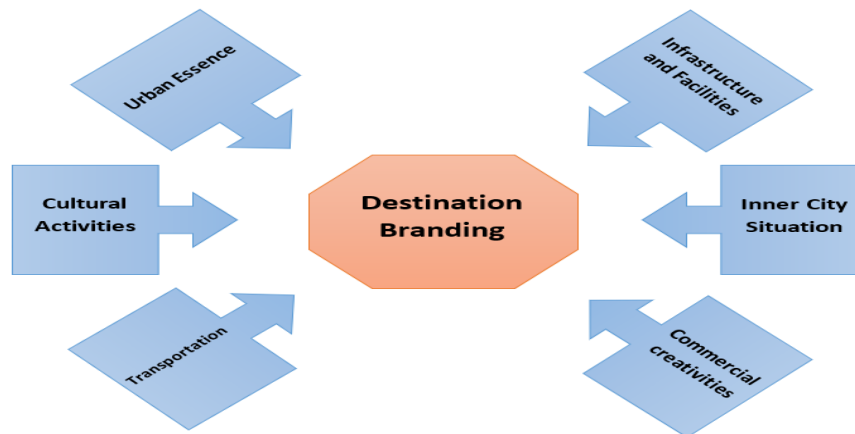 Urban Essence
Infrastructure
and Facilities
Cultural
Activities
Destination
Branding
Inner City
Situation
Transportation
Commercial
creativities